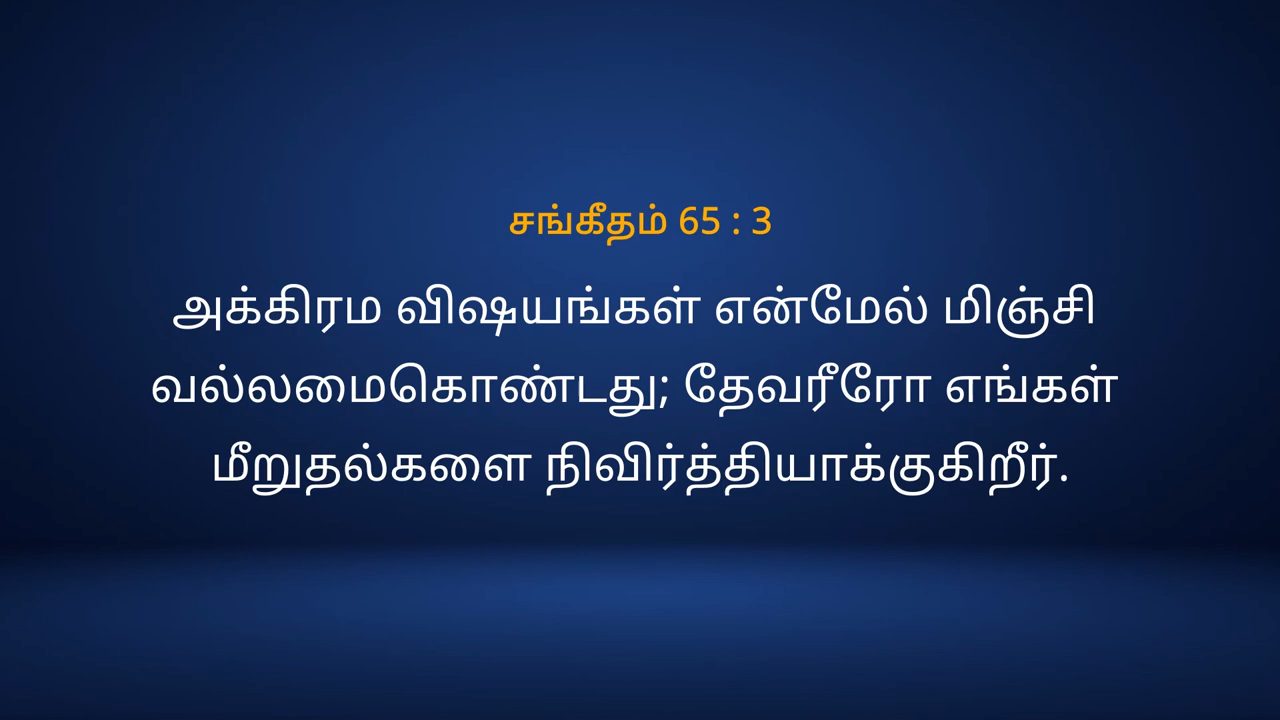 சங்கீதம் 65 : 3
அக்கிரம விஷயங்கள் என்மேல் மிஞ்சி
வல்லமைகொண்டது; தேவரீரோ எங்கள்
மீறுதல்களை நிவிர்த்தியாக்குகிறீர்.